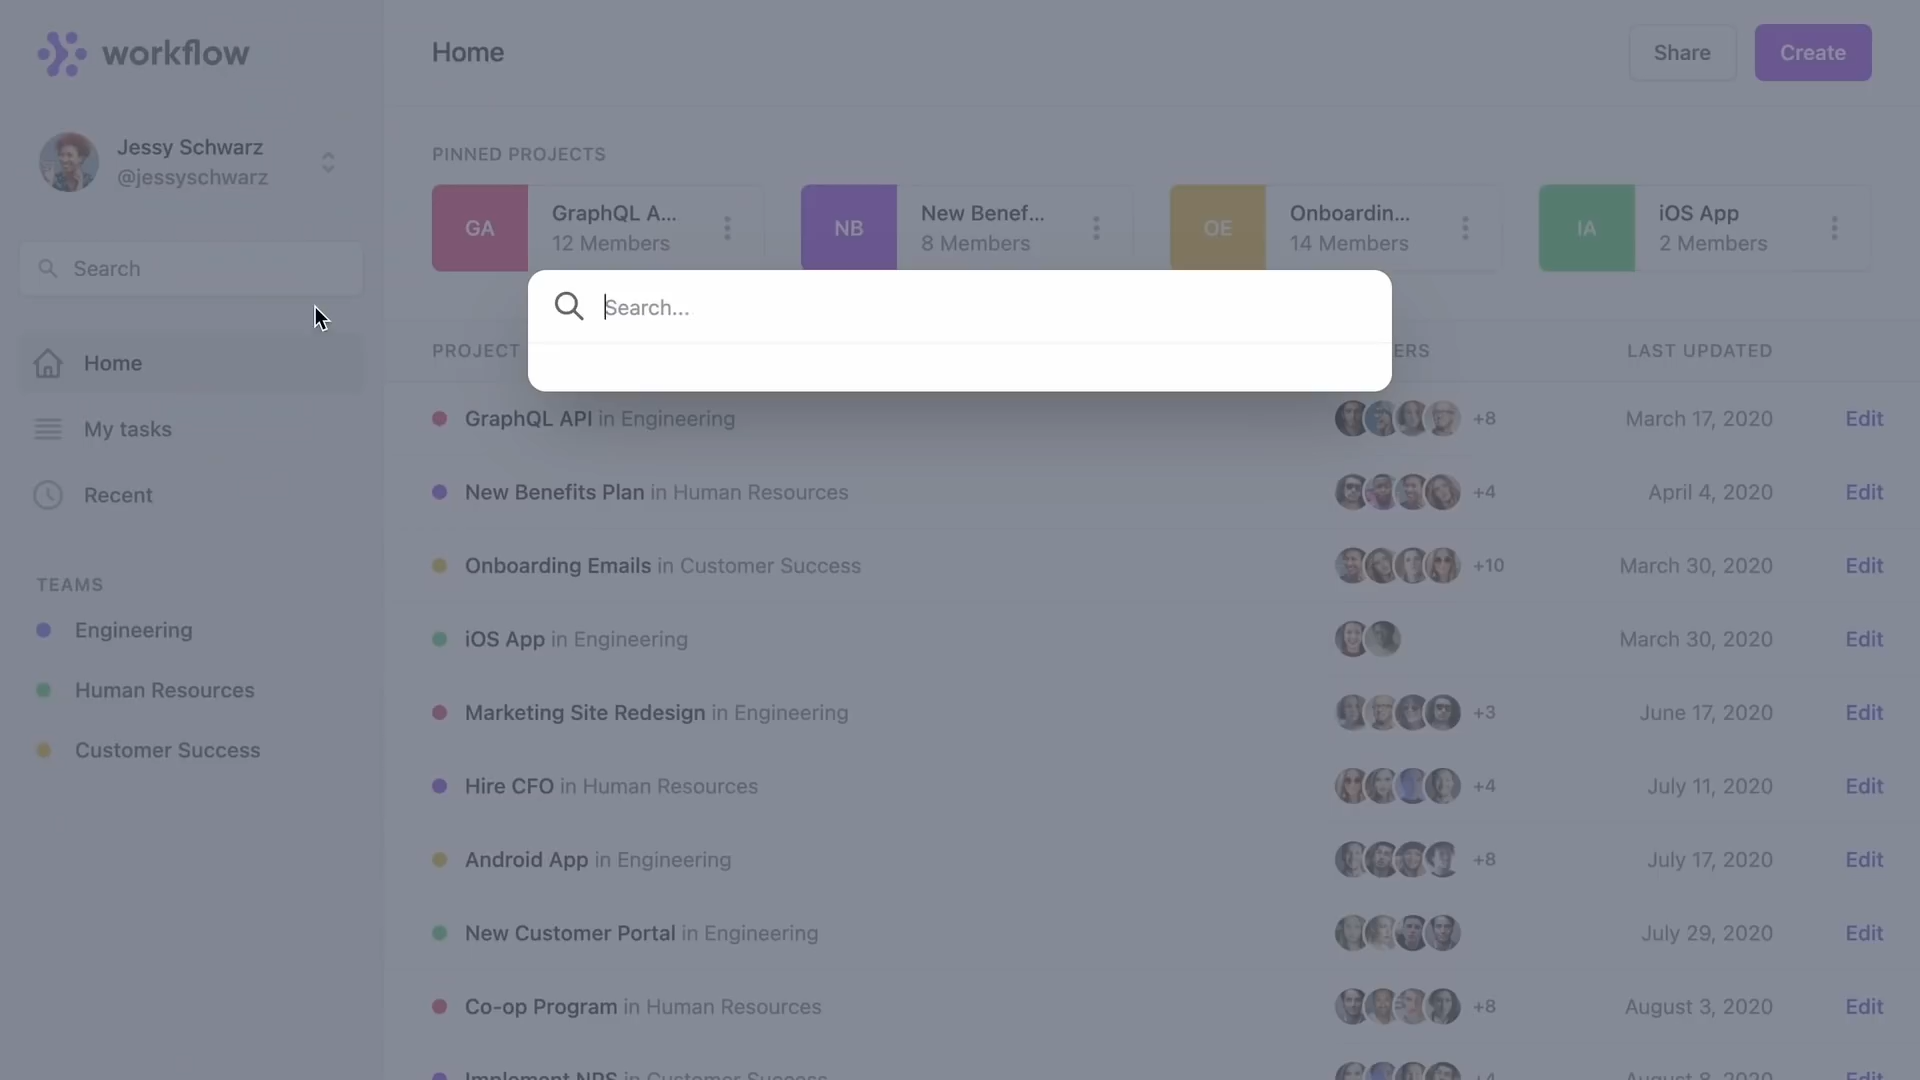 workflow
Home
Share
Create
Jessy Schwarz
@jessyschwarz
Search
Home
My tasks
Recent
TEAMS
Engineering
Human Resources
Customer Success
PINNED PROJECTS
GA
GraphQL A...
12 Members
NB
New Benef...
8 Members
OE
Onboardin...
14 Members
IA
iOS App
2 Members
Search...
PROJECT ERS LAST UPDATED
GraphQL API in Engineering +8 March 17, 2020 Edit
New Benefits Plan in Human Resources +4 April 4, 2020 Edit
Onboarding Emails in Customer Success +10 March 30, 2020 Edit
iOS App in Engineering March 30, 2020 Edit
Marketing Site Redesign in Engineering +3 June 17, 2020 Edit
Hire CFO in Human Resources +4 July 11, 2020 Edit
Android App in Engineering +8 July 17, 2020 Edit
New Customer Portal in Engineering July 29, 2020 Edit
Co-op Program in Human Resources +8 August 3, 2020 Edit
Implement NPS in Customer Success +4 August 8, 2020 Edit